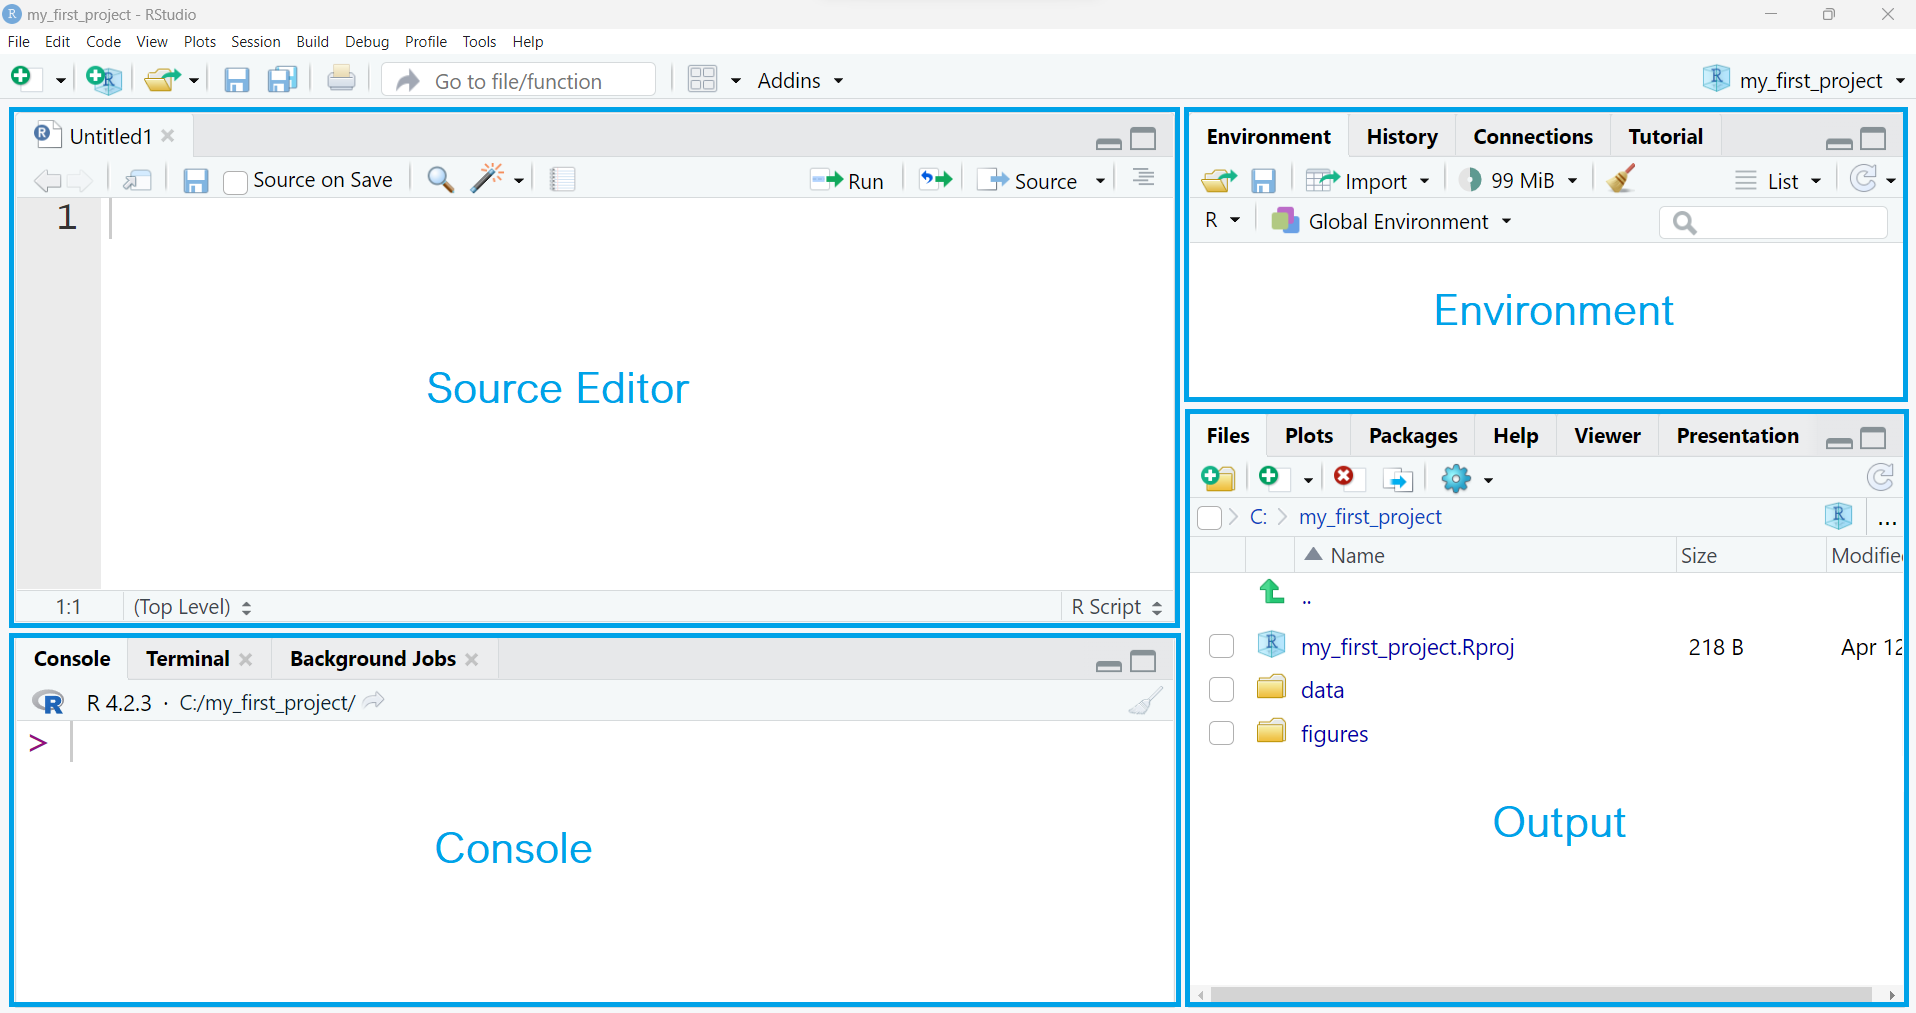 my_first_project - RStudio
File Edit Code View Plots Session Build Debug Profile Tools Help
Go to file/function Addins my_first_project
Untitled1
Source on Save Run Source
1
Source Editor
1:1 (Top Level) R Script
Console Terminal Background Jobs
R 4.2.3 · C:/my_first_project/
>
Console
Environment History Connections Tutorial
Import 99 MiB List
R Global Environment
Environment
Files Plots Packages Help Viewer Presentation
C: my_first_project ...
Name Size Modifie
..
my_first_project.Rproj 218 B Apr 12
data
figures
Output